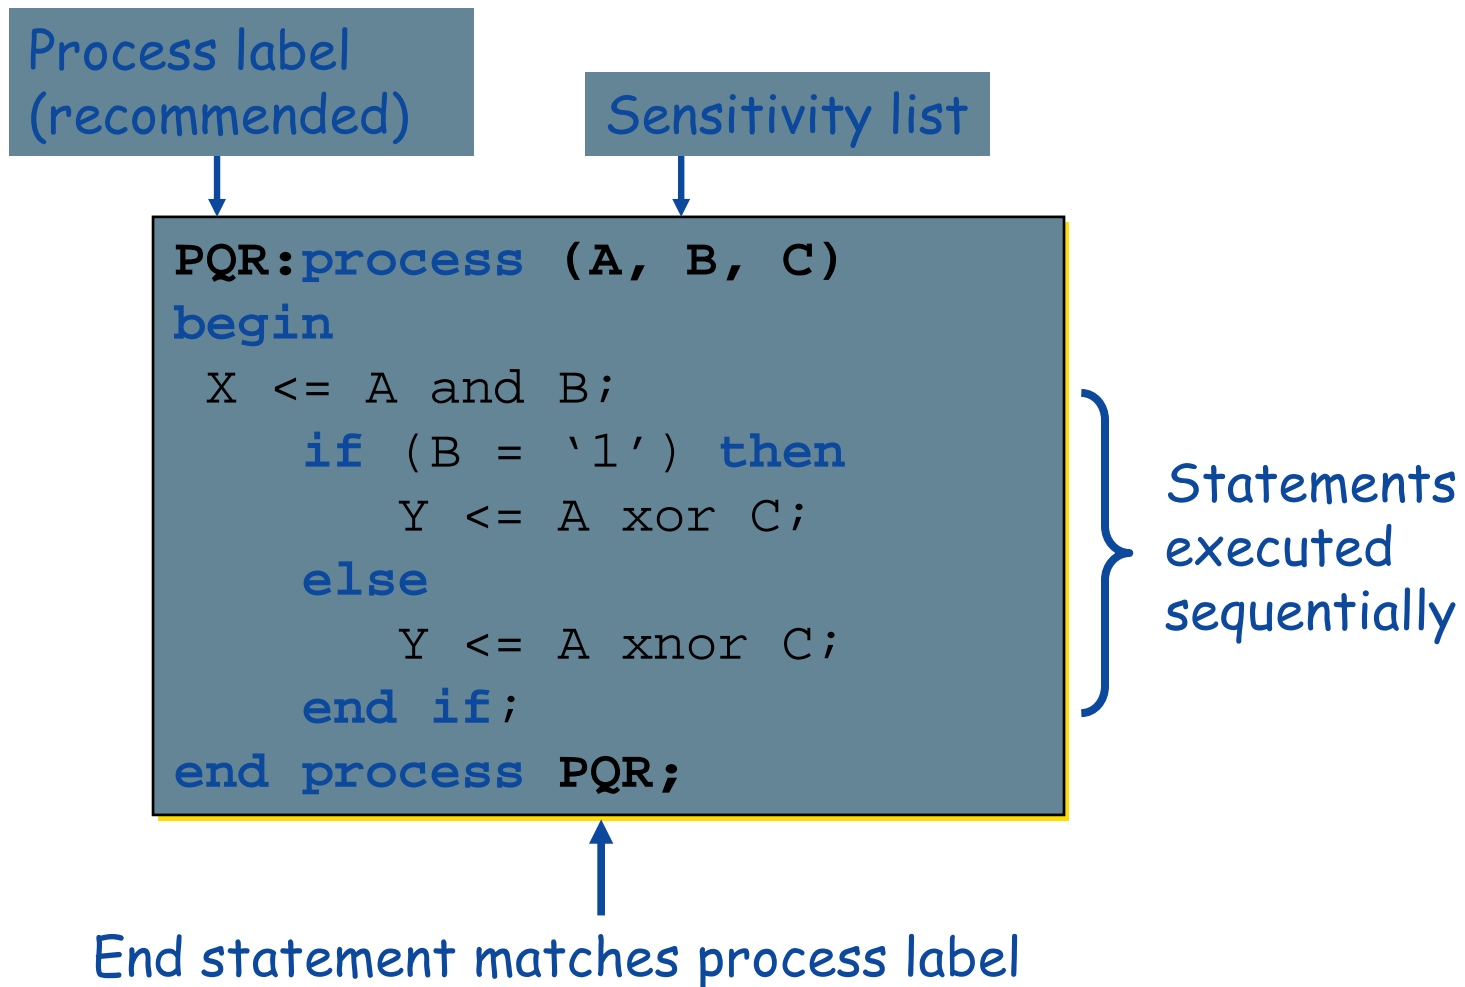 Process label
(recommended)
Sensitivity list
PQR:process (A, B, C)
begin
X <= A and B;
if (B = ‘1’) then
Y <= A xor C;
else
Y <= A xnor C;
end if;
end process PQR;
Statements
executed
sequentially
End statement matches process label